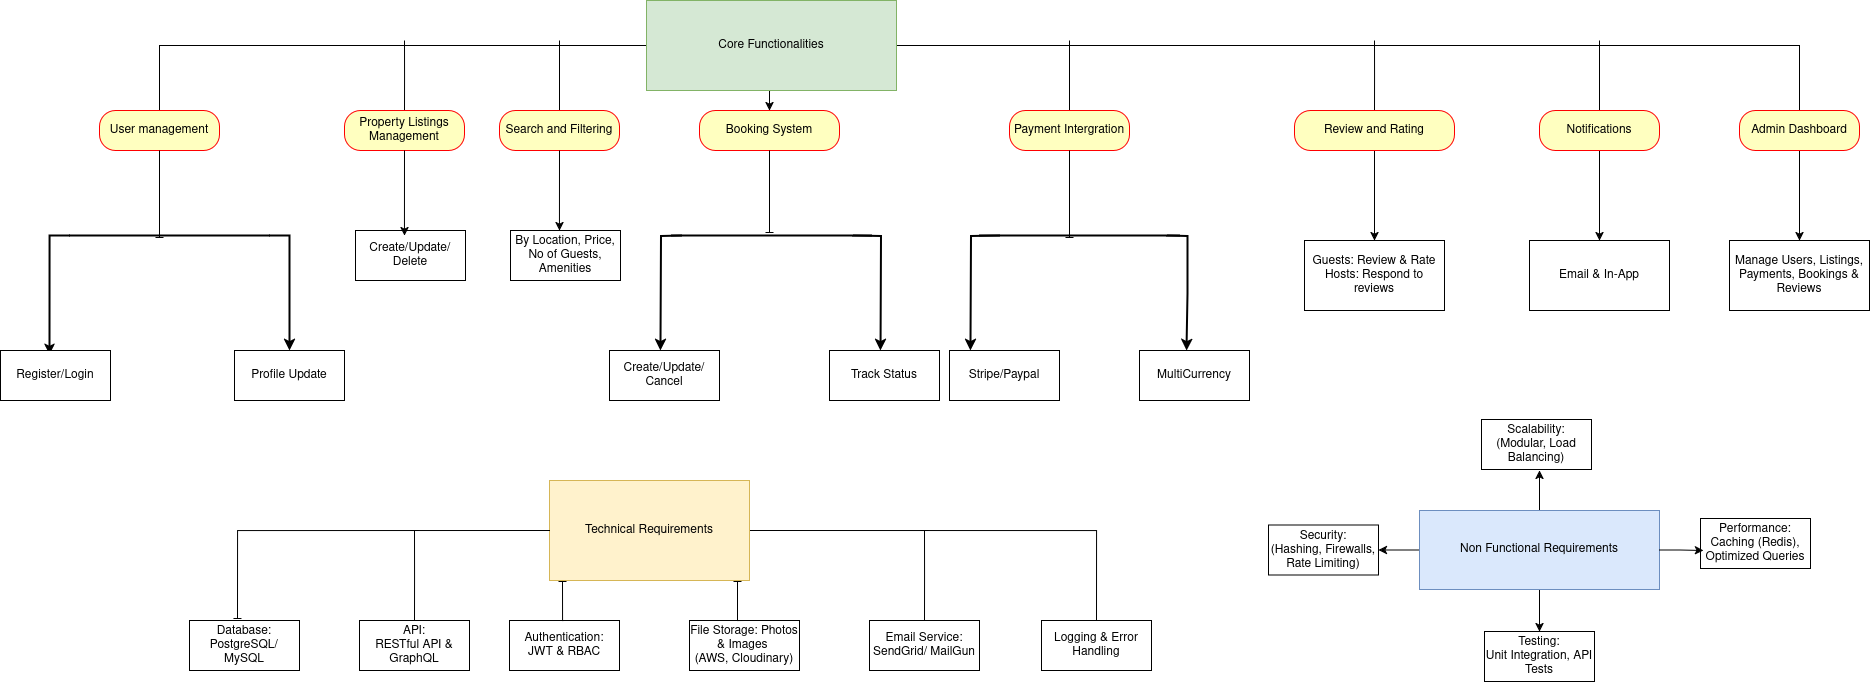 Core Functionalities
User management
Property Listings
Management
Search and Filtering
Booking System
Payment Intergration
Review and Rating
Notifications
Admin Dashboard
Create/Update/
Delete
By Location, Price,
No of Guests,
Amenities
Guests: Review & Rate
Hosts: Respond to
reviews
Email & In-App
Manage Users, Listings,
Payments, Bookings &
Reviews
Register/Login
Profile Update
Create/Update/
Cancel
Track Status
Stripe/Paypal
MultiCurrency
Technical Requirements
Database:
PostgreSQL/
MySQL
API:
RESTful API &
GraphQL
Authentication:
JWT & RBAC
File Storage: Photos
& Images
(AWS, Cloudinary)
Email Service:
SendGrid/ MailGun
Logging & Error
Handling
Scalability:
(Modular, Load
Balancing)
Security:
(Hashing, Firewalls,
Rate Limiting)
Non Functional Requirements
Performance:
Caching (Redis),
Optimized Queries
Testing:
Unit Integration, API
Tests